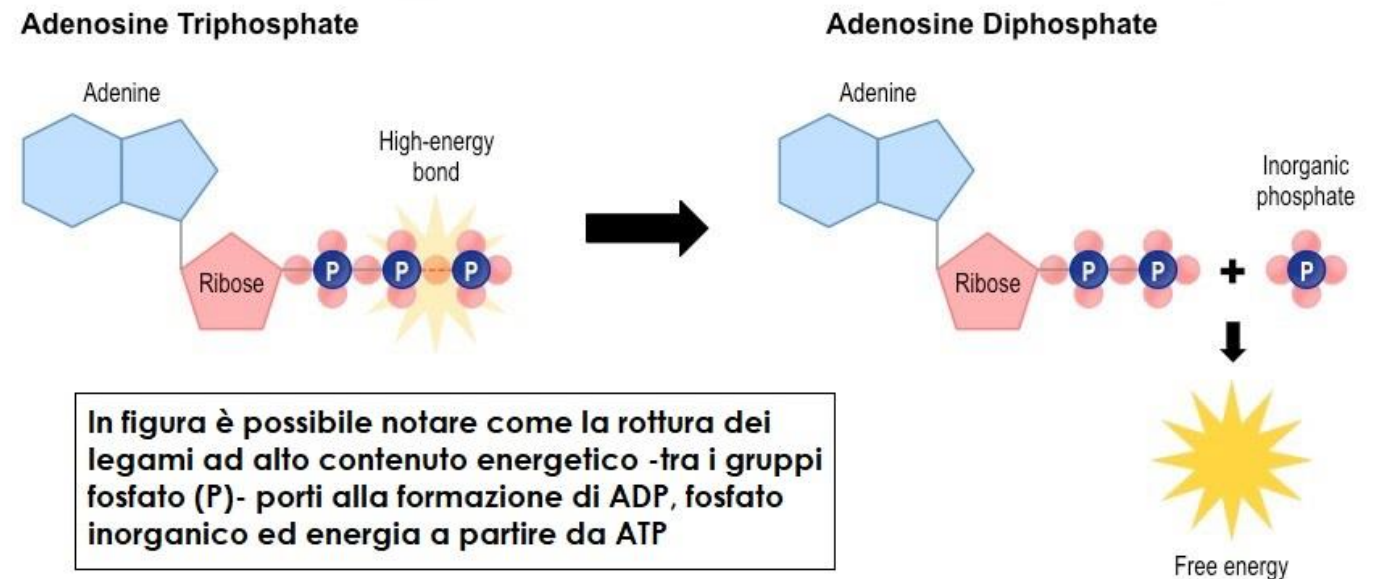 Adenosine Triphosphate
Adenine
High-energy
bond
Ribose
P
P
P
Adenosine Diphosphate
Adenine
Inorganic
phosphate
Ribose
P
P
+
P
Free energy
In figura è possibile notare come la rottura dei
legami ad alto contenuto energetico -tra i gruppi
fosfato (P)- porti alla formazione di ADP, fosfato
inorganico ed energia a partire da ATP